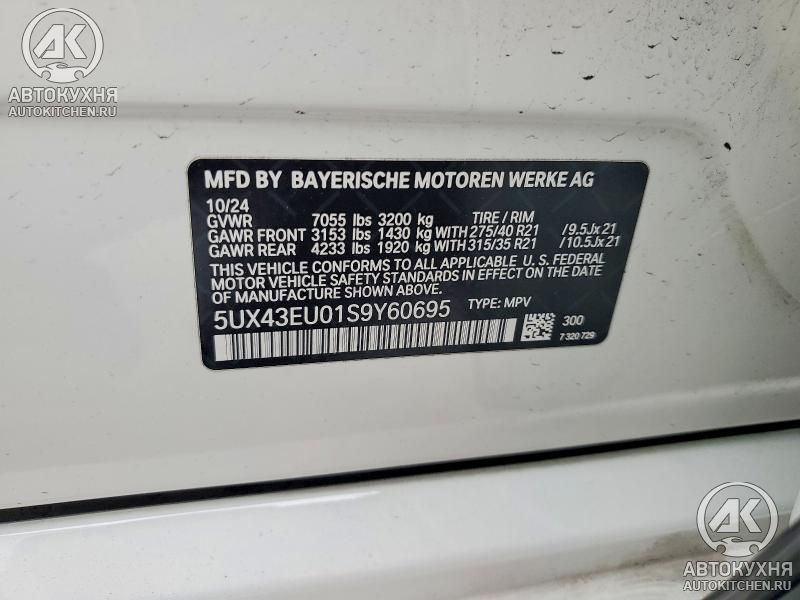 АК
АВТОКУХНЯ
AUTOKITCHEN.RU
MFD BY BAYERISCHE MOTOREN WERKE AG
10/24
GVWR 7055 lbs 3200 kg TIRE / RIM
GAWR FRONT 3153 lbs 1430 kg WITH 275/40 R21 /9.5Jx21
GAWR REAR 4233 lbs 1920 kg WITH 315/35 R21 /10.5Jx21
THIS VEHICLE CONFORMS TO ALL APPLICABLE U. S. FEDERAL
MOTOR VEHICLE SAFETY STANDARDS IN EFFECT ON THE DATE
OF MANUFACTURE SHOWN ABOVE.
5UX43EU01S9Y60695 TYPE: MPV
300
7 320 729
АК
АВТОКУХНЯ
AUTOKITCHEN.RU